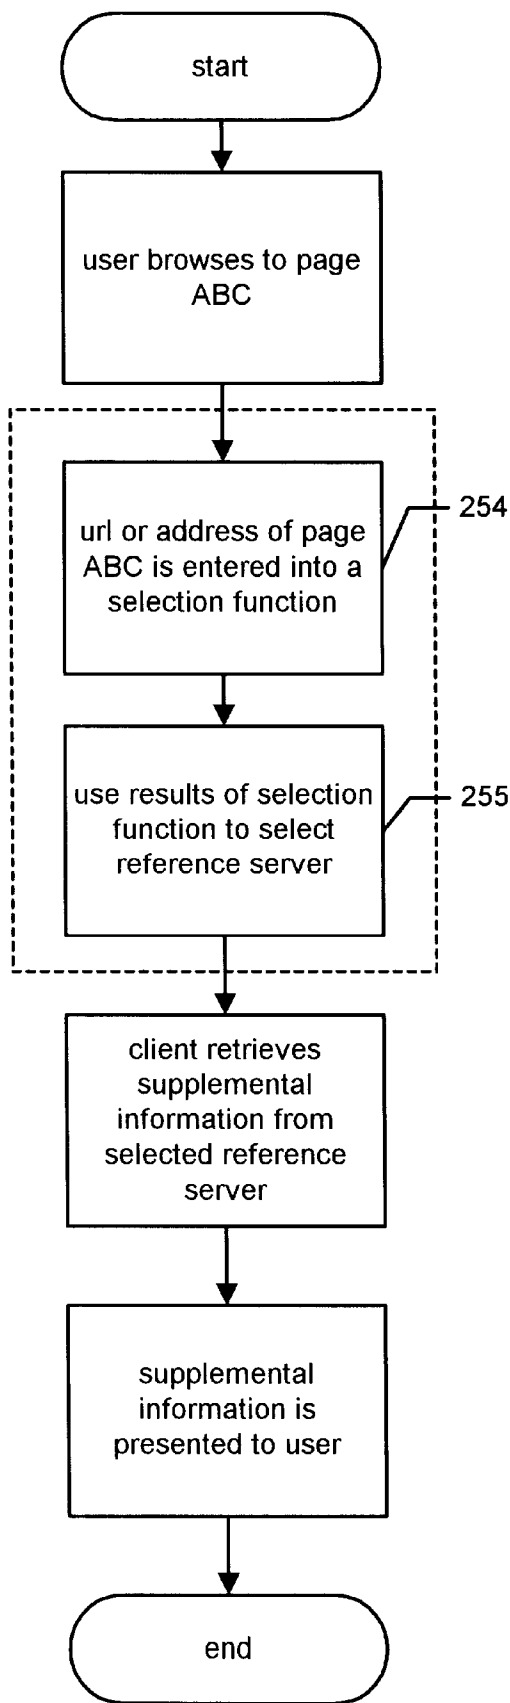 start
user browses to page
ABC
url or address of page
ABC is entered into a
selection function
254
use results of selection
function to select
reference server
255
client retrieves
supplemental
information from
selected reference
server
supplemental
information is
presented to user
end